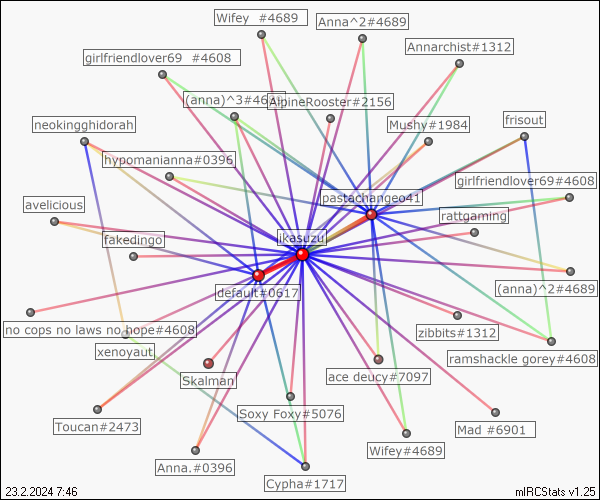 Wifey #4689
Anna^2#4689
Annarchist#1312
girlfriendlover69 #4608
(anna)^3#46
AlpineRooster#2156
neokingghidorah
Mushy#1984
frisout
hypomanianna#0396
girlfriendlover69#4608
pastachangeo41
avelicious
rattgaming
fakedingo
ikasuzu
default#0617
(anna)^2#4689
no cops no laws no hope#4608
zibbits#1312
xenoyaut
ramshackle gorey#4608
Skalman
ace deucy#7097
Toucan#2473
Soxy Foxy#5076
Mad #6901
Wifey#4689
Anna.#0396
Cypha#1717
23.2.2024 7:46
mIRCStats v1.25